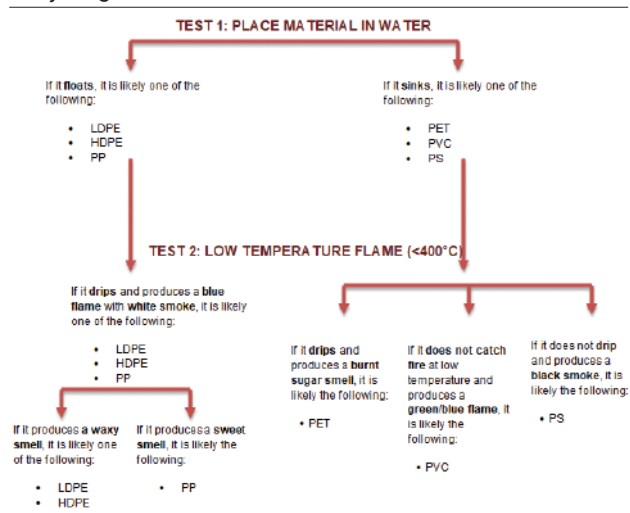 TEST 1: PLACE MATERIAL IN WATER
If it floats, it is likely one of the
following:
• LDPE
• HDPE
• PP
If it sinks, it is likely one of the
following:
• PET
• PVC
• PS
TEST 2: LOW TEMPERATURE FLAME (<400°C)
If it drips and produces a blue
flame with white smoke, it is likely
one of the following:
• LDPE
• HDPE
• PP
If it produces a waxy
smell, it is likely one
of the following:
• LDPE
• HDPE
If it produces a sweet
smell, it is likely the
following:
• PP
If it drips and
produces a burnt
sugar smell, it is
likely the following:
• PET
If it does not catch
fire at low
temperature and
produces a
green/blue flame, it
is likely the
following:
• PVC
If it does not drip
and produces a
black smoke, it is
likely the following:
• PS